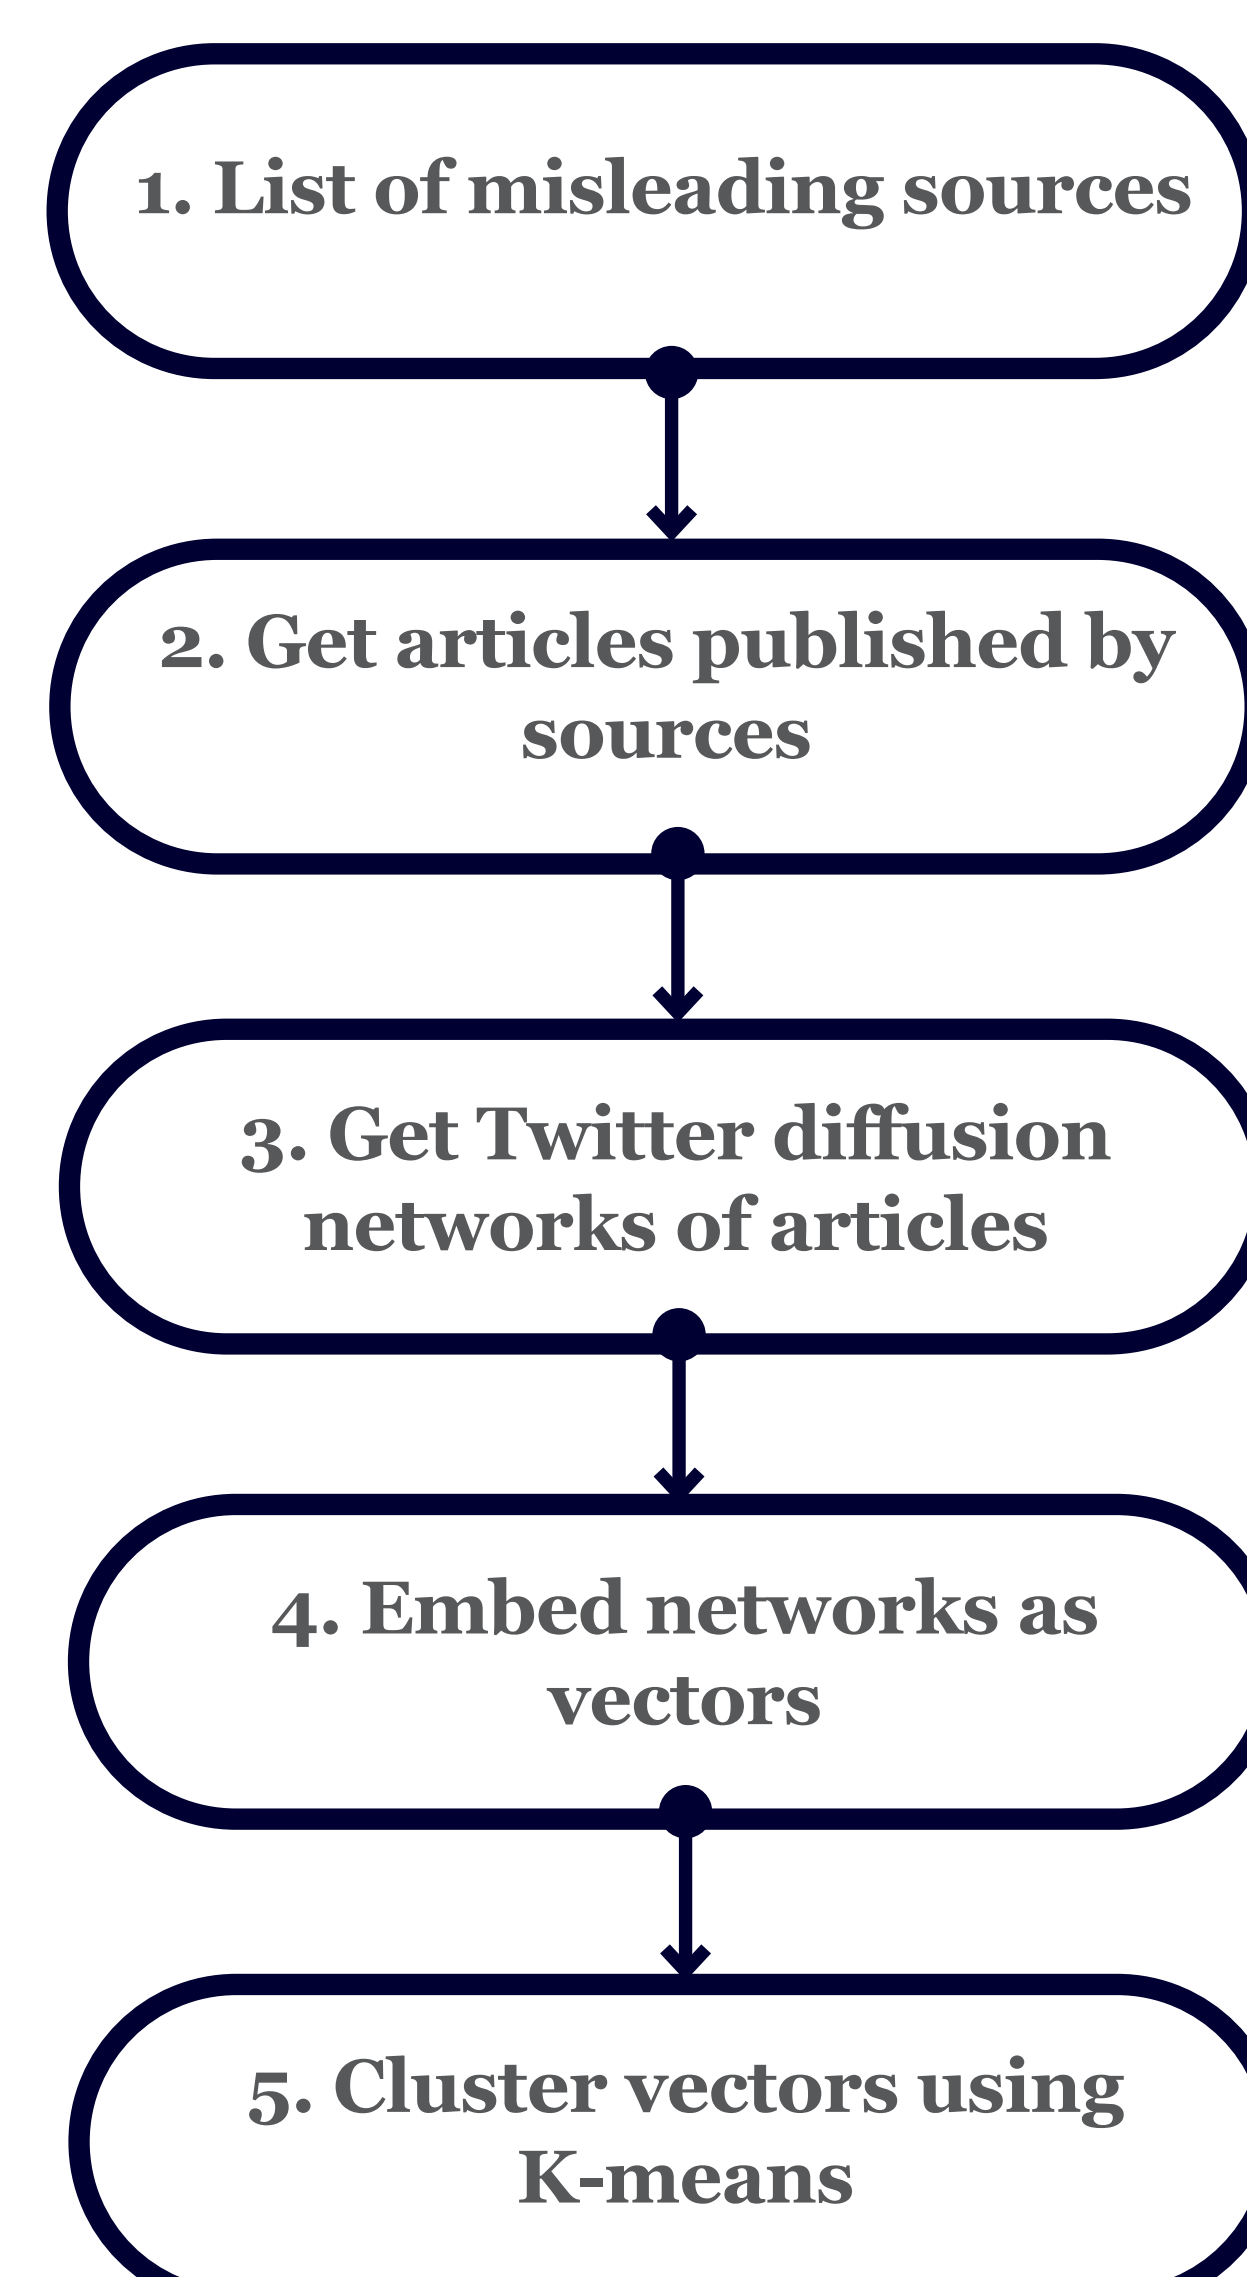 1. List of misleading sources
2. Get articles published by
sources
3. Get Twitter diffusion
networks of articles
4. Embed networks as
vectors
5. Cluster vectors using
K-means